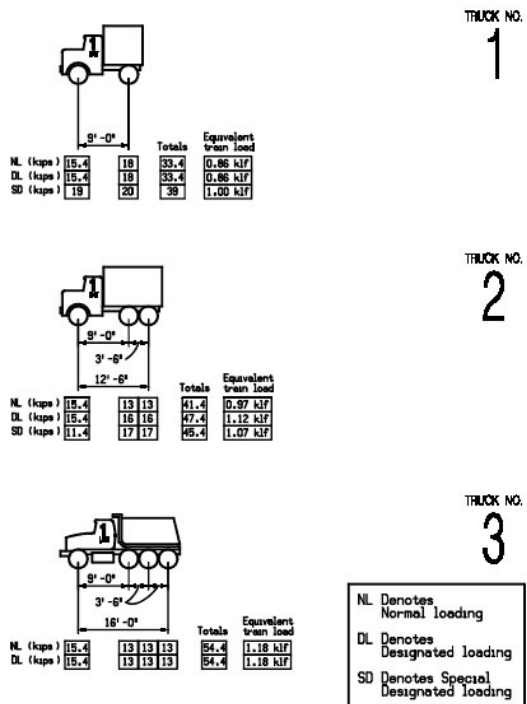 TRUCK NO.
1
1
9'-0"
Totals
Equivalent
train load
NL (kips) 15.4 18 33.4 0.86 klf
DL (kips) 15.4 18 33.4 0.86 klf
SD (kips) 19 20 39 1.00 klf
TRUCK NO.
2
1
9'-0"
3'-6"
12'-6"
Totals
Equivalent
train load
NL (kips) 15.4 13 13 41.4 0.97 klf
DL (kips) 15.4 16 16 47.4 1.12 klf
SD (kips) 11.4 17 17 45.4 1.07 klf
TRUCK NO.
3
1
9'-0"
3'-6"
16'-0"
Totals
Equivalent
train load
NL (kips) 15.4 13 13 13 54.4 1.18 klf
DL (kips) 15.4 13 13 13 54.4 1.18 klf
NL Denotes
Normal loading
DL Denotes
Designated loading
SD Denotes Special
Designated loading